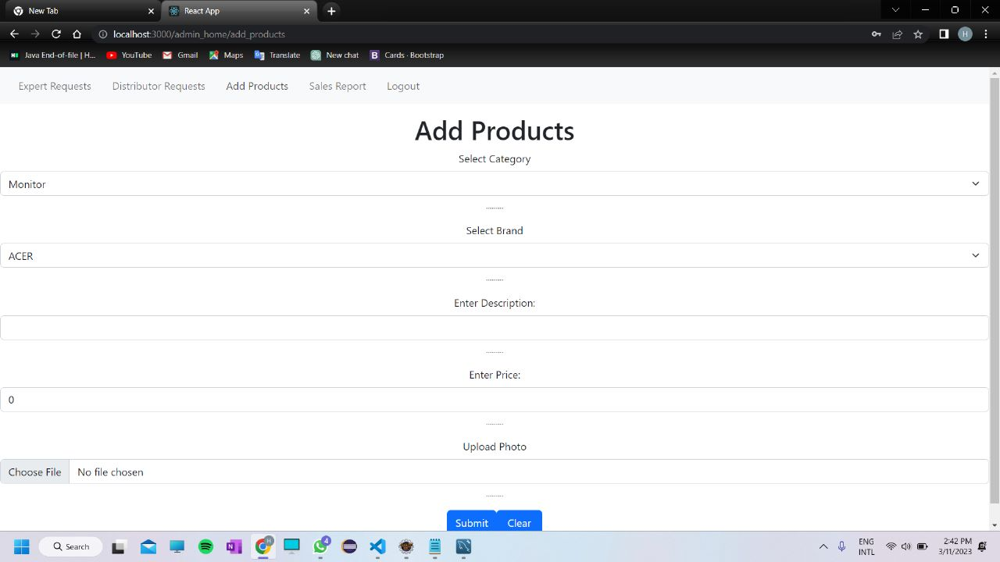 New Tab
React App
localhost:3000/admin_home/add_products
H
Java End-of-file | H...
YouTube
Gmail
Maps
Translate
New chat
B
Cards · Bootstrap
Expert Requests
Distributor Requests
Add Products
Sales Report
Logout
Add Products
Select Category
Monitor
.........
Select Brand
ACER
.........
Enter Description:
.........
Enter Price:
0
.........
Upload Photo
Choose File
No file chosen
.........
Submit
Clear
Search
H
4
ENG
INTL
2:42 PM
3/11/2023